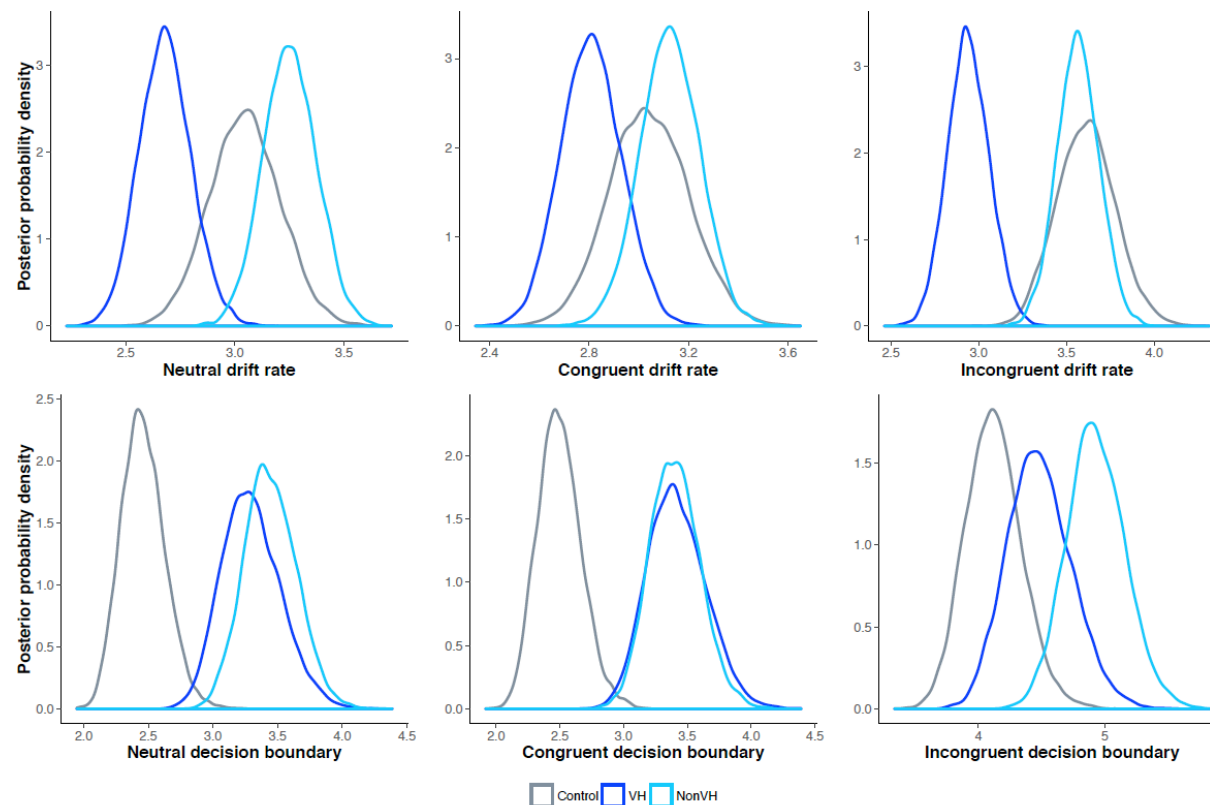 Posterior probability density
3
2
1
0
2.5 3.0 3.5
Neutral drift rate
3
2
1
0
2.4 2.8 3.2 3.6
Congruent drift rate
3
2
1
0
2.5 3.0 3.5 4.0
Incongruent drift rate
Posterior probability density
2.5
2.0
1.5
1.0
0.5
0.0
2.0 2.5 3.0 3.5 4.0 4.5
Neutral decision boundary
2.0
1.5
1.0
0.5
0.0
2.0 2.5 3.0 3.5 4.0 4.5
Congruent decision boundary
1.5
1.0
0.5
0.0
4 5
Incongruent decision boundary
Control VH NonVH